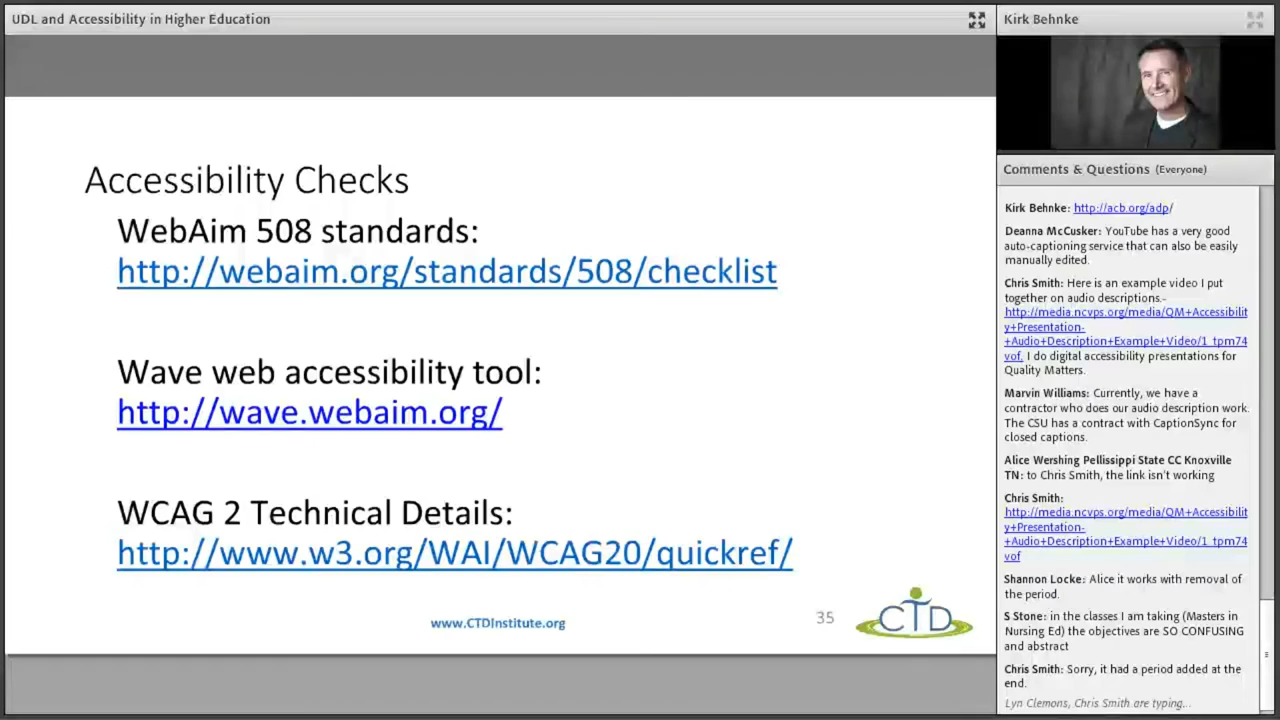 UDL and Accessibility in Higher Education
Accessibility Checks
WebAim 508 standards:
http://webaim.org/standards/508/checklist
Wave web accessibility tool:
http://wave.webaim.org/
WCAG 2 Technical Details:
http://www.w3.org/WAI/WCAG20/quickref/
www.CTDInstitute.org
35
CTD
Kirk Behnke
Comments & Questions (Everyone)
Kirk Behnke: http://acb.org/adp/
Deanna McCusker: YouTube has a very good
auto-captioning service that can also be easily
manually edited.
Chris Smith: Here is an example video I put
together on audio descriptions.-
http://media.ncvps.org/media/QM+Accessibilit
y+Presentation-
+Audio+Description+Example+Video/1_tpm74
vof. I do digital accessibility presentations for
Quality Matters.
Marvin Williams: Currently, we have a
contractor who does our audio description work.
The CSU has a contract with CaptionSync for
closed captions.
Alice Wershing Pellissippi State CC Knoxville
TN: to Chris Smith, the link isn't working
Chris Smith:
http://media.ncvps.org/media/QM+Accessibilit
y+Presentation-
+Audio+Description+Example+Video/1_tpm74
vof
Shannon Locke: Alice it works with removal of
the period.
S Stone: in the classes I am taking (Masters in
Nursing Ed) the objectives are SO CONFUSING
and abstract
Chris Smith: Sorry, it had a period added at the
end.
Lyn Clemons, Chris Smith are typing...